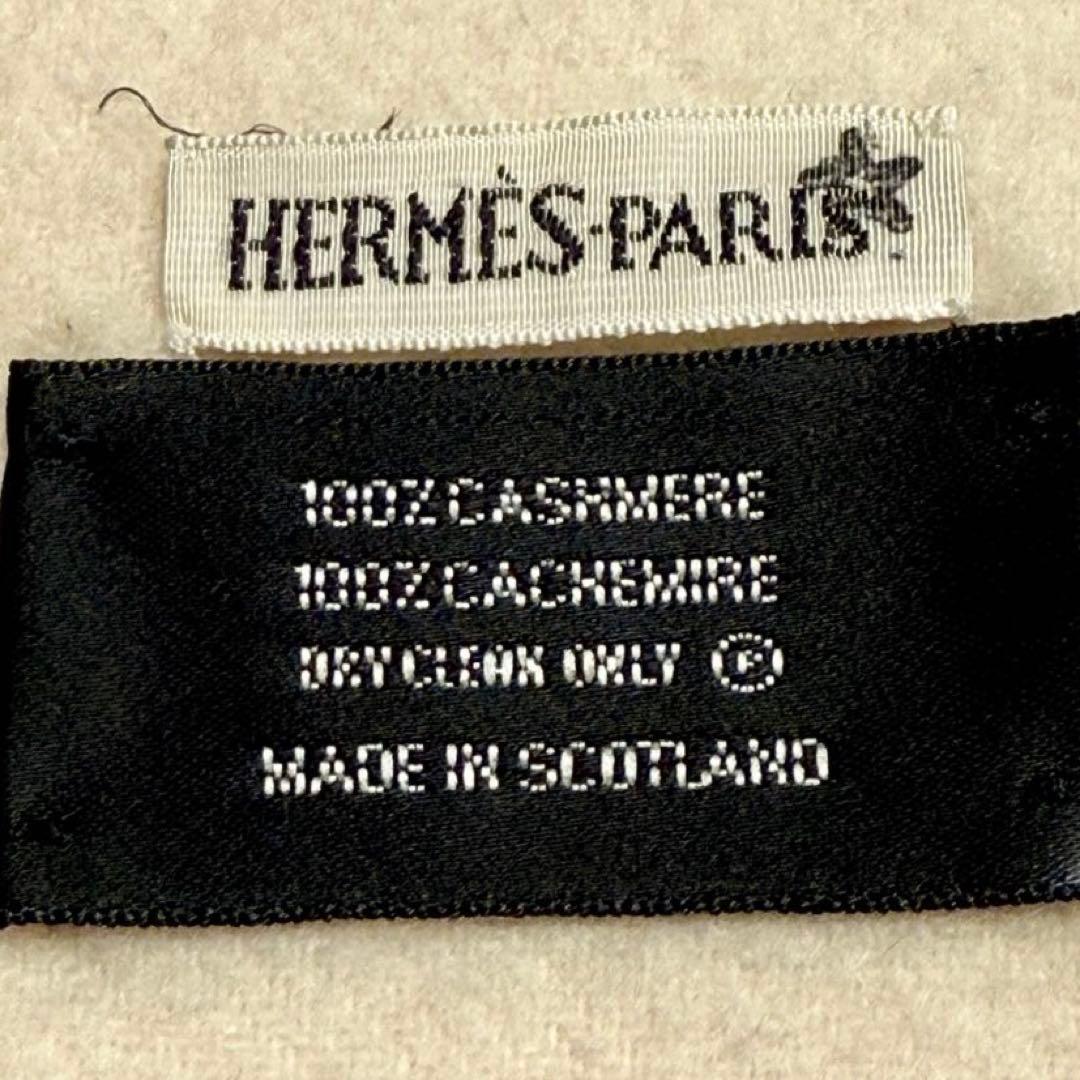 HERMÈS-PARIS
100% CASHMERE
100% CACHEMIRE
DRY CLEAN ONLY Ⓟ
MADE IN SCOTLAND